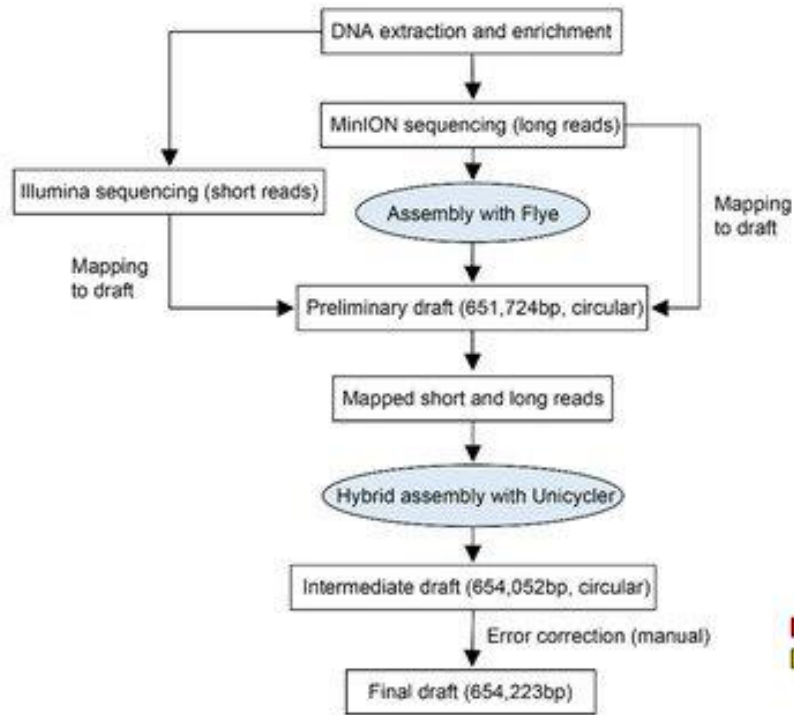 DNA extraction and enrichment
MinION sequencing (long reads)
Illumina sequencing (short reads)
Assembly with Flye
Mapping
to draft
Mapping
to draft
Preliminary draft (651,724bp, circular)
Mapped short and long reads
Hybrid assembly with Unicycler
Intermediate draft (654,052bp, circular)
Error correction (manual)
Final draft (654,223bp)